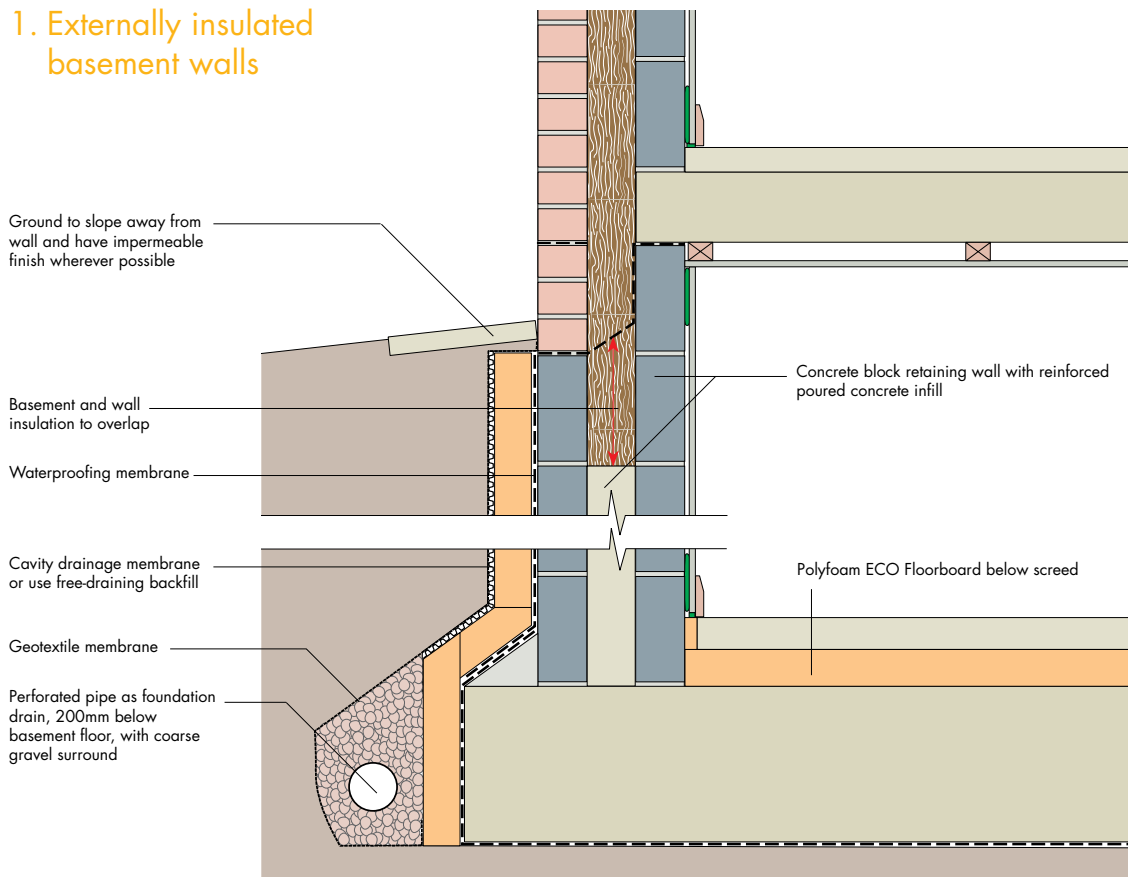 1. Externally insulated
basement walls
Ground to slope away from
wall and have impermeable
finish wherever possible
Basement and wall
insulation to overlap
Waterproofing membrane
Cavity drainage membrane
or use free-draining backfill
Geotextile membrane
Perforated pipe as foundation
drain, 200mm below
basement floor, with coarse
gravel surround
Concrete block retaining wall with reinforced
poured concrete infill
Polyfoam ECO Floorboard below screed